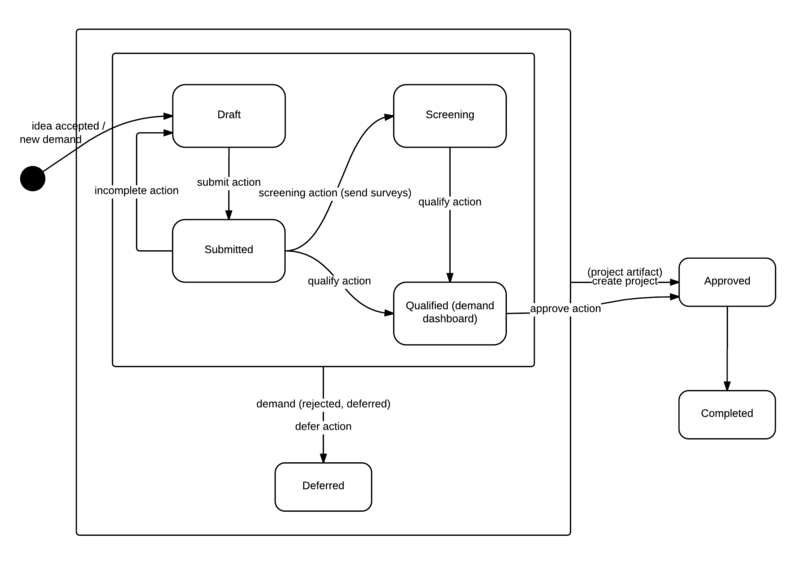 idea accepted /
new demand
Draft
Screening
incomplete action
submit action
screening action (send surveys)
qualify action
Submitted
qualify action
Qualified (demand
dashboard)
(project artifact)
create project
Approved
approve action
demand (rejected, deferred)
defer action
Completed
Deferred